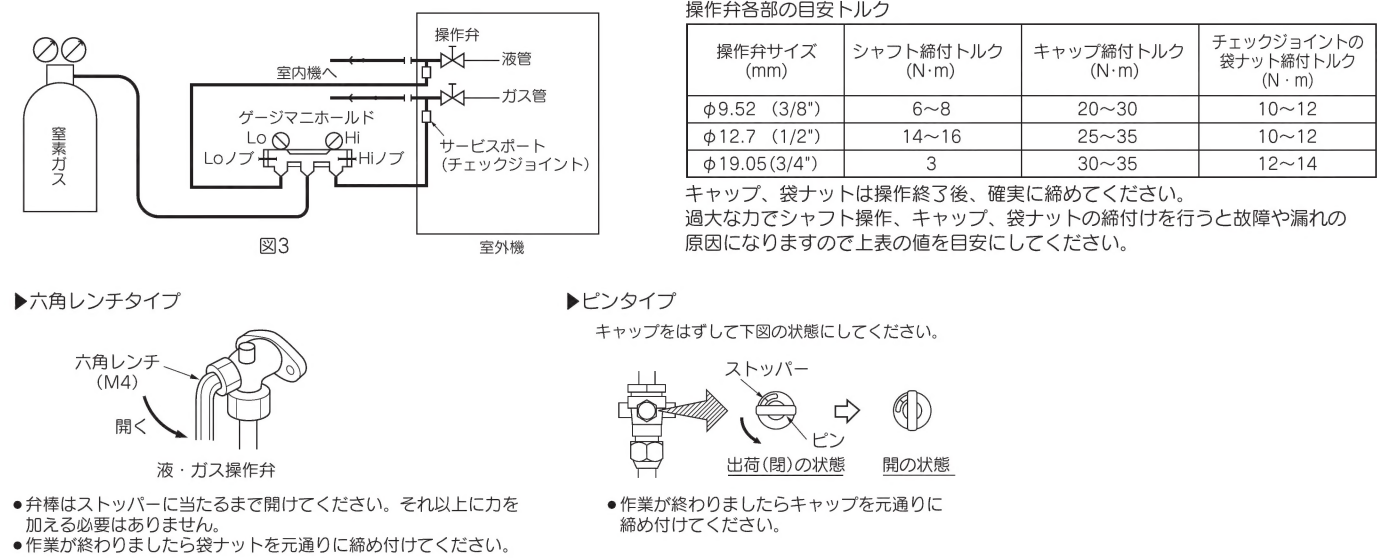 操作弁
液管
室内機へ
ガス管
ゲージマニホールド
Lo
Hi
Loノブ
Hiノブ
サービスポート
(チェックジョイント)
窒素ガス
図3
室外機
操作弁各部の目安トルク
操作弁サイズ (mm) シャフト締付トルク (N·m) キャップ締付トルク (N·m) チェックジョイントの袋ナット締付トルク (N·m)
φ9.52 (3/8") 6〜8 20〜30 10〜12
φ12.7 (1/2") 14〜16 25〜35 10〜12
φ19.05(3/4") 3 30〜35 12〜14
キャップ、袋ナットは操作終了後、確実に締めてください。
過大な力でシャフト操作、キャップ、袋ナットの締付けを行うと故障や漏れの
原因になりますので上表の値を目安にしてください。
▶六角レンチタイプ
六角レンチ
(M4)
開く
液・ガス操作弁
●弁棒はストッパーに当たるまで開けてください。それ以上に力を
加える必要はありません。
●作業が終わりましたら袋ナットを元通りに締め付けてください。
▶ピンタイプ
キャップをはずして下図の状態にしてください。
ストッパー
ピン
出荷(閉)の状態
開の状態
●作業が終わりましたらキャップを元通りに
締め付けてください。